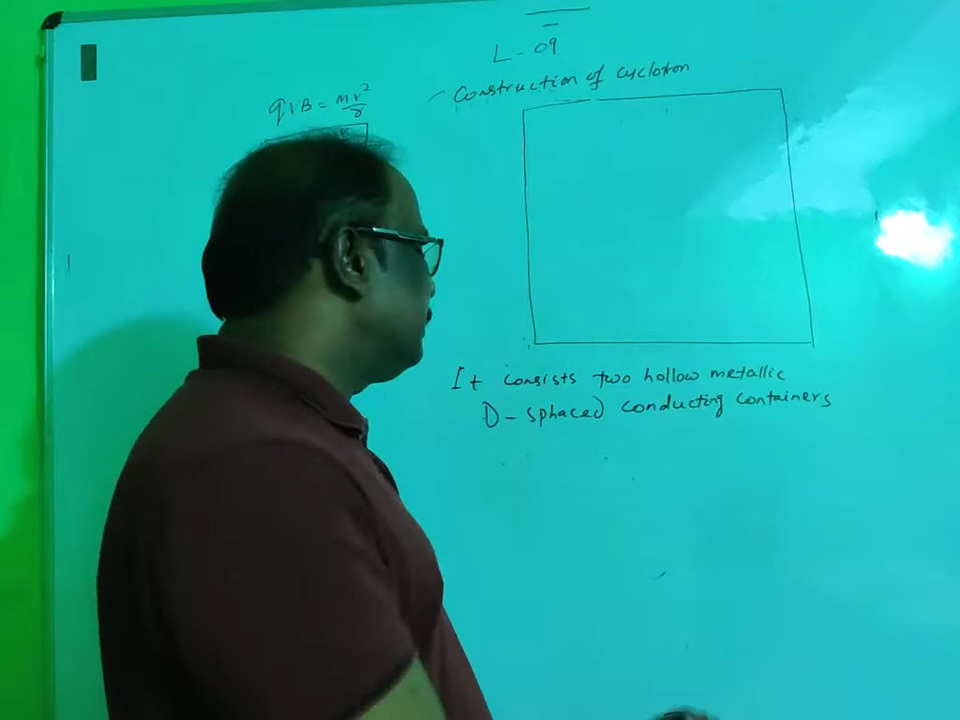 L - 09
Construction of cyclotron
qVB = mv²/r
It consists two hollow metallic
D - sphaced conducting containers